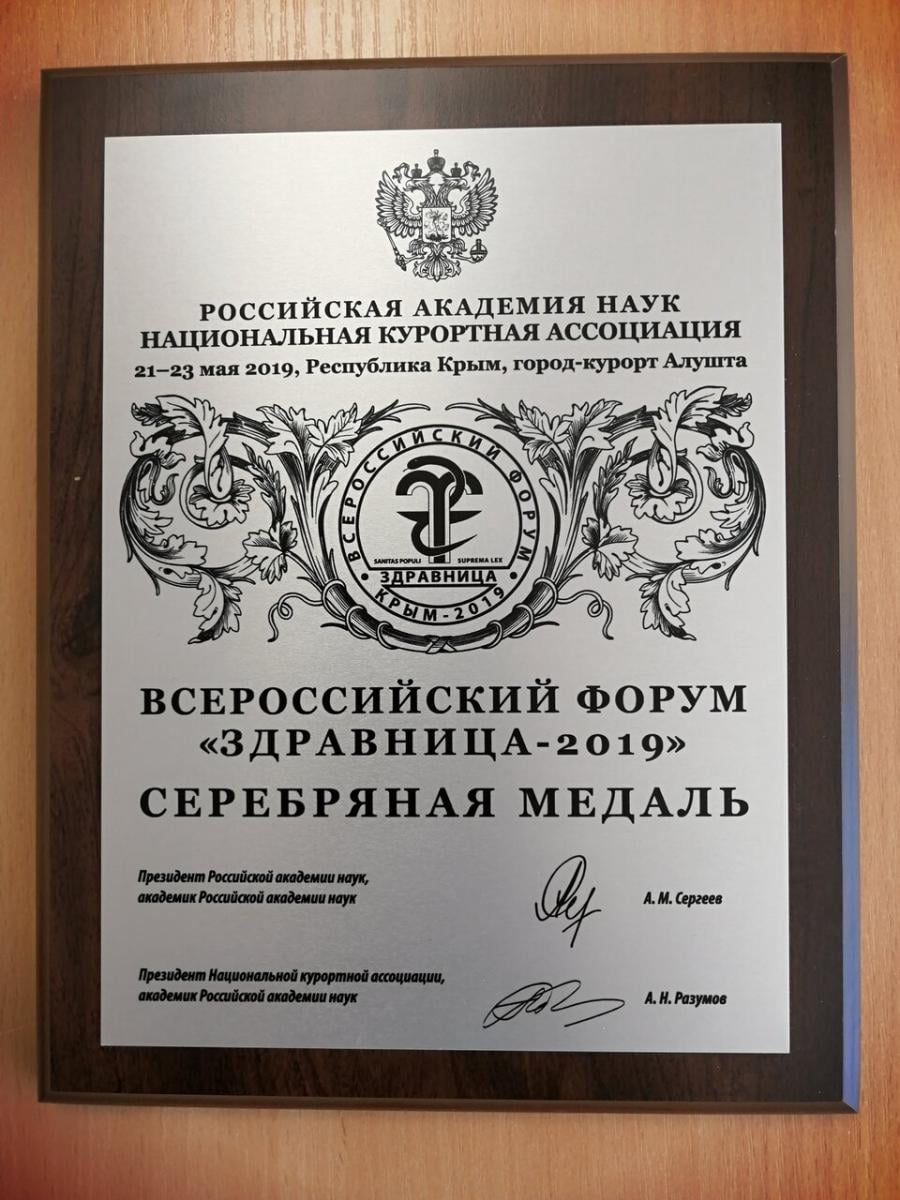 РОССИЙСКАЯ АКАДЕМИЯ НАУК
НАЦИОНАЛЬНАЯ КУРОРТНАЯ АССОЦИАЦИЯ
21–23 мая 2019, Республика Крым, город-курорт Алушта
ВСЕРОССИЙСКИЙ ФОРУМ
SANITAS POPULI SUPREMA LEX
ЗДРАВНИЦА
КРЫМ-2019
ВСЕРОССИЙСКИЙ ФОРУМ
«ЗДРАВНИЦА-2019»
СЕРЕБРЯНАЯ МЕДАЛЬ
Президент Российской академии наук,
академик Российской академии наук
А. М. Сергеев
Президент Национальной курортной ассоциации,
академик Российской академии наук
А. Н. Разумов